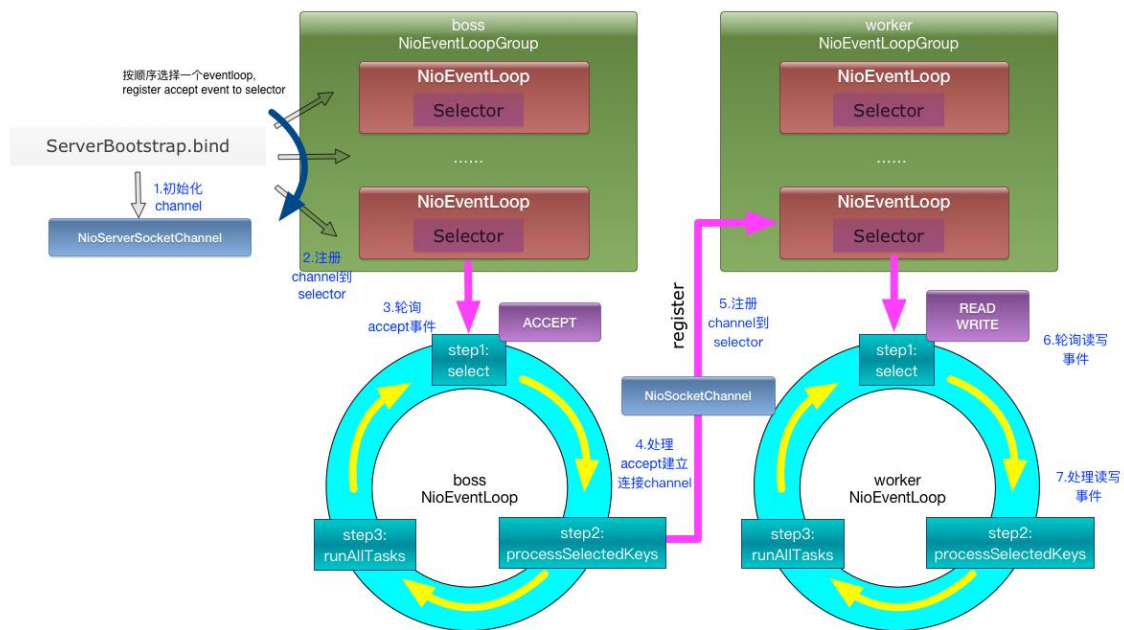 boss
NioEventLoopGroup
NioEventLoop
Selector
......
NioEventLoop
Selector
worker
NioEventLoopGroup
NioEventLoop
Selector
......
NioEventLoop
Selector
按顺序选择一个eventloop,
register accept event to selector
ServerBootstrap.bind
1.初始化
channel
NioServerSocketChannel
2.注册
channel到
selector
3.轮询
accept事件
ACCEPT
step1:
select
boss
NioEventLoop
step2:
processSelectedKeys
step3:
runAllTasks
4.处理
accept建立
连接channel
NioSocketChannel
register
5.注册
channel到
selector
READ
WRITE
6.轮询读写
事件
step1:
select
worker
NioEventLoop
7.处理读写
事件
step2:
processSelectedKeys
step3:
runAllTasks